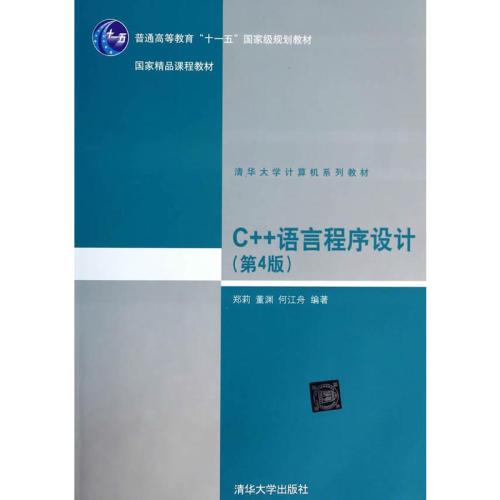 十一五
普通高等教育“十一五”国家级规划教材
国家精品课程教材
清华大学计算机系列教材
C++语言程序设计
(第4版)
郑莉 董渊 何江舟 编著
清华大学出版社